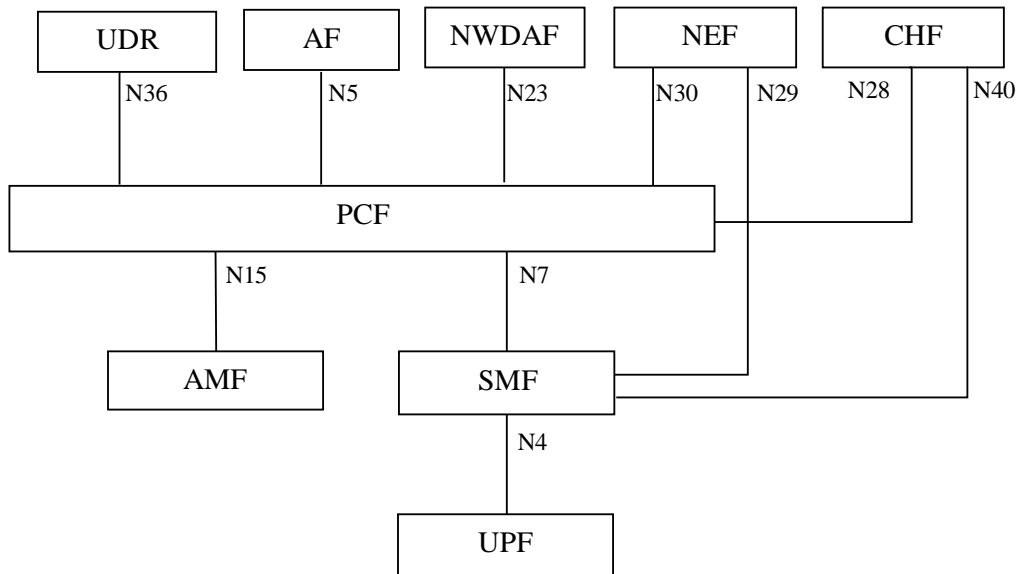 UDR AF NWDAF NEF CHF
N36 N5 N23 N30 N29 N28 N40
PCF
N15 N7
AMF SMF
N4
UPF